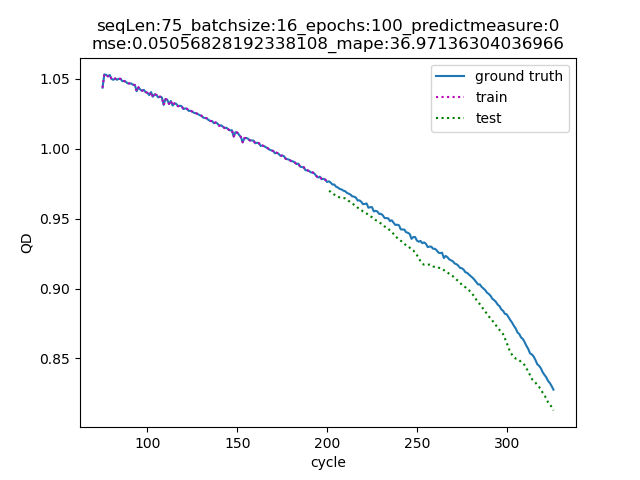 seqLen:75_batchsize:16_epochs:100_predictmeasure:0
mse:0.05056828192338108_mape:36.97136304036966
ground truth
train
test
1.05
1.00
0.95
0.90
0.85
QD
100
150
200
250
300
cycle